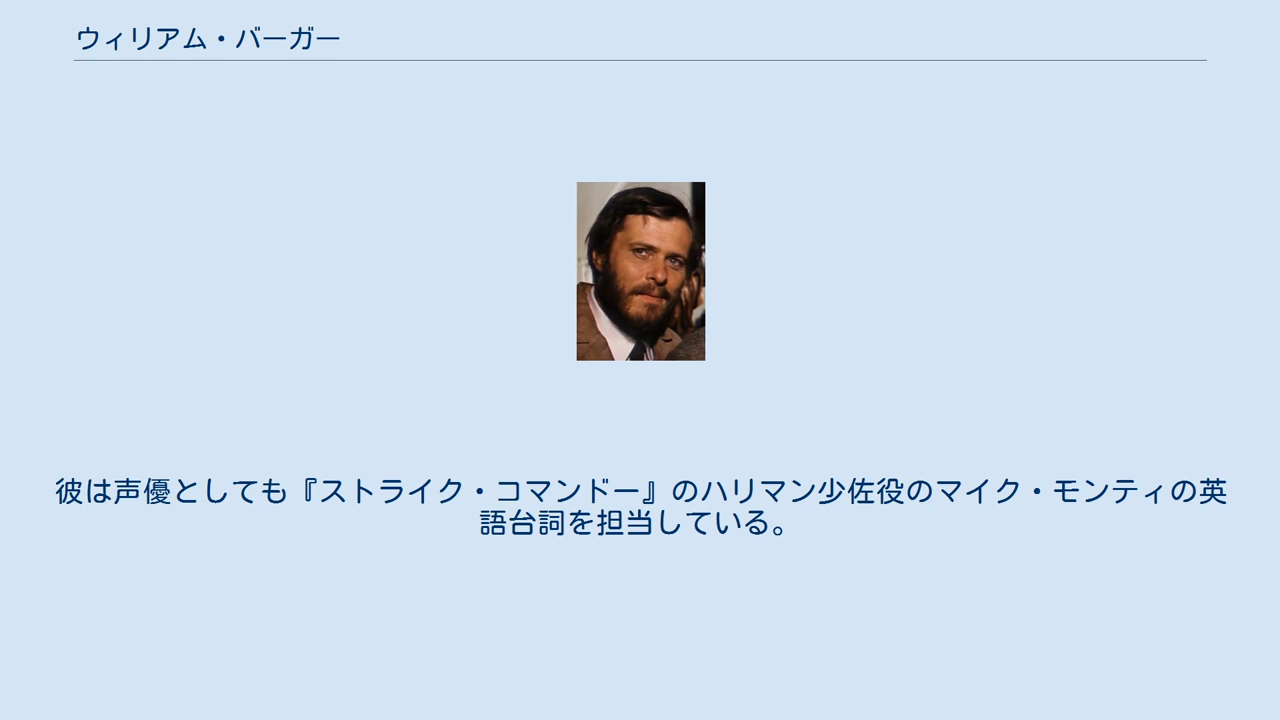 ウィリアム・バーガー
彼は声優としても『ストライク・コマンドー』のハリマン少佐役のマイク・モンティの英
語台詞を担当している。